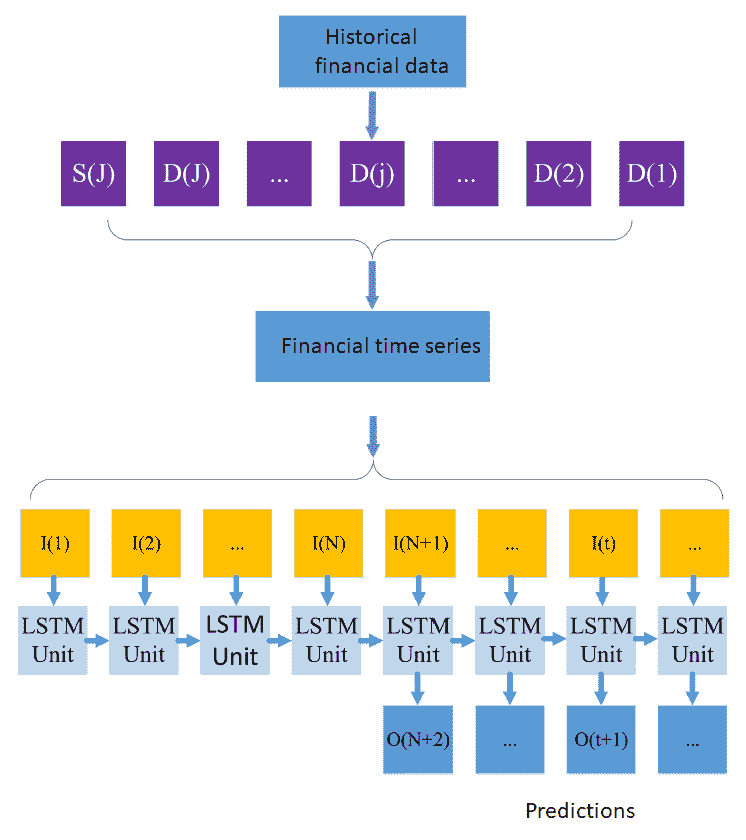 Historical
financial data
S(J) D(J) ... D(j) ... D(2) D(1)
Financial time series
I(1) I(2) ... I(N) I(N+1) ... I(t) ...
LSTM LSTM LSTM LSTM LSTM LSTM LSTM LSTM
Unit Unit Unit Unit Unit Unit Unit Unit
O(N+2) ... O(t+1) ...
Predictions